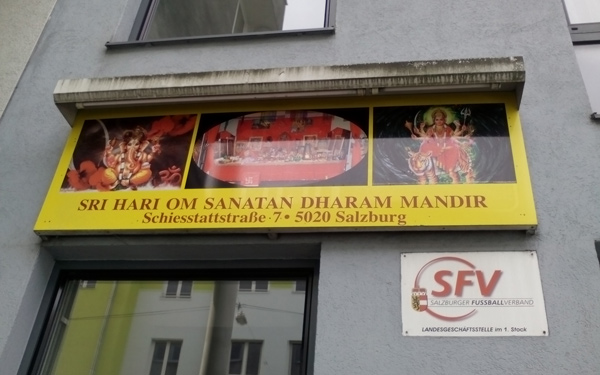 SRI HARI OM SANATAN DHARAM MANDIR
Schiesstattstraße 7 • 5020 Salzburg
SFV
SALZBURGER FUSSBALLVERBAND
LANDESGESCHÄFTSSTELLE im 1. Stock